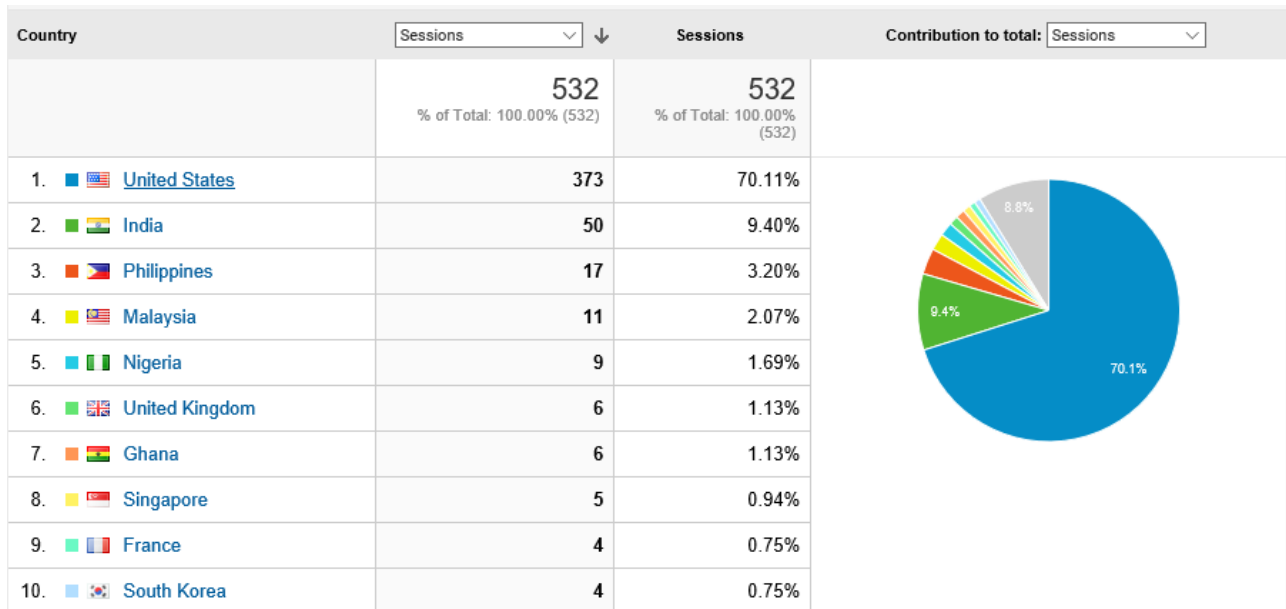 Country Sessions Sessions Contribution to total: Sessions
532 532
% of Total: 100.00% (532) % of Total: 100.00%
(532)
1. United States 373 70.11%
2. India 50 9.40%
3. Philippines 17 3.20%
4. Malaysia 11 2.07%
5. Nigeria 9 1.69%
6. United Kingdom 6 1.13%
7. Ghana 6 1.13%
8. Singapore 5 0.94%
9. France 4 0.75%
10. South Korea 4 0.75%
8.8%
9.4%
70.1%